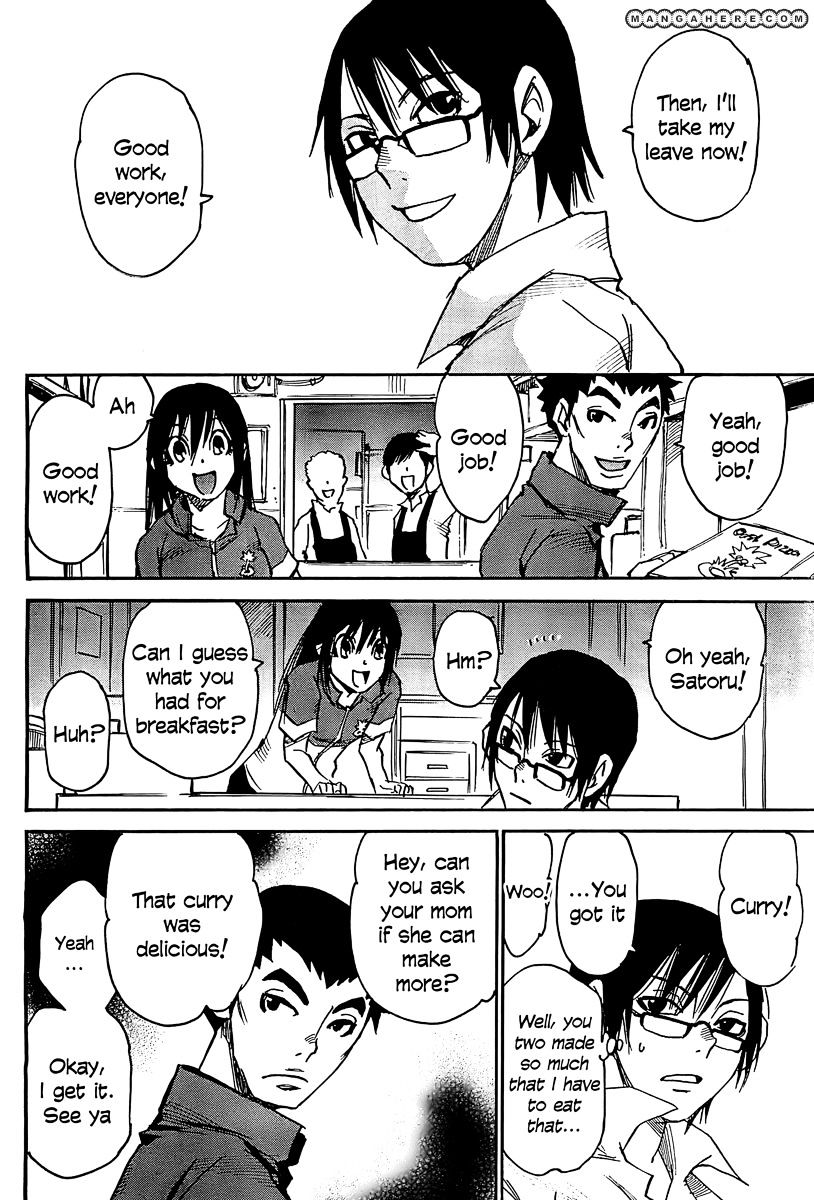 MANGAHERE.COM
Then, I'll
take my
leave now!
Good
work,
everyone!
Yeah,
good
job!
Good
job!
Ah
Good
work!
Oh yeah,
Satoru!
Hm?
Can I guess
what you
had for
breakfast?
Huh?
Curry!
...You
got it
Woo!
Well, you
two made
so much
that I have
to eat
that...
Hey, can
you ask
your mom
if she can
make
more?
That curry
was
delicious!
Yeah
...
Okay,
I get it.
See ya